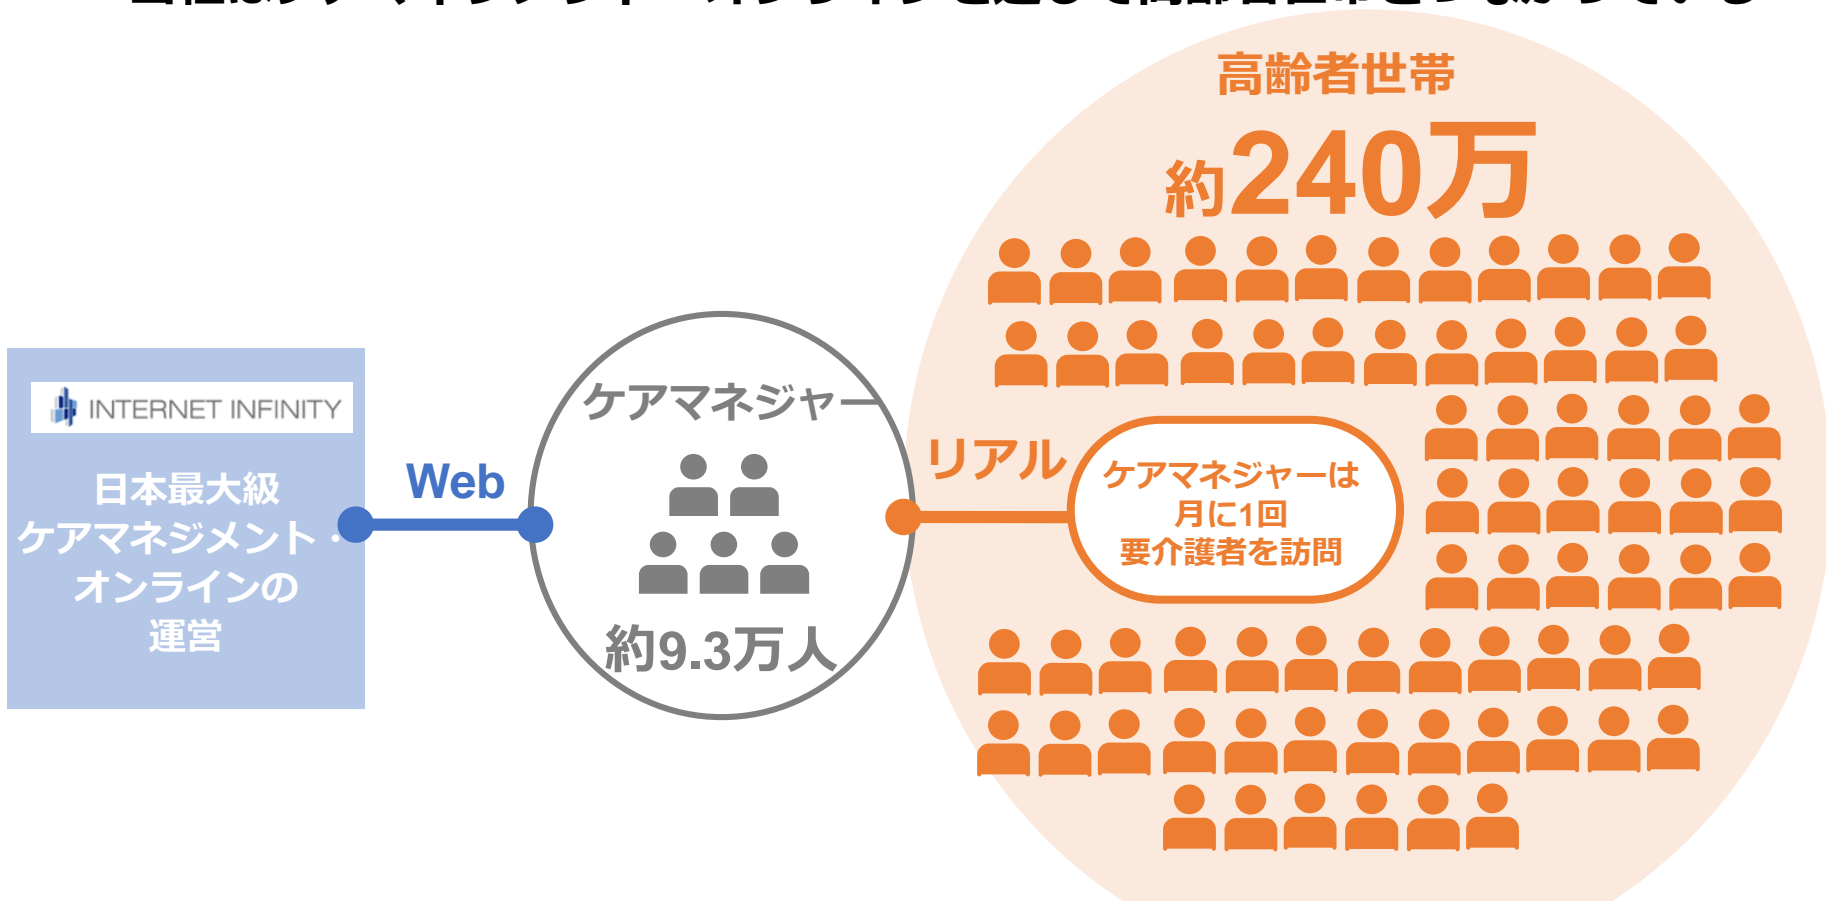 高齢者世帯
約240万
INTERNET INFINITY
日本最大級
ケアマネジメント・
オンラインの
運営
Web
ケアマネジャー
約9.3万人
リアル
ケアマネジャーは
月に1回
要介護者を訪問